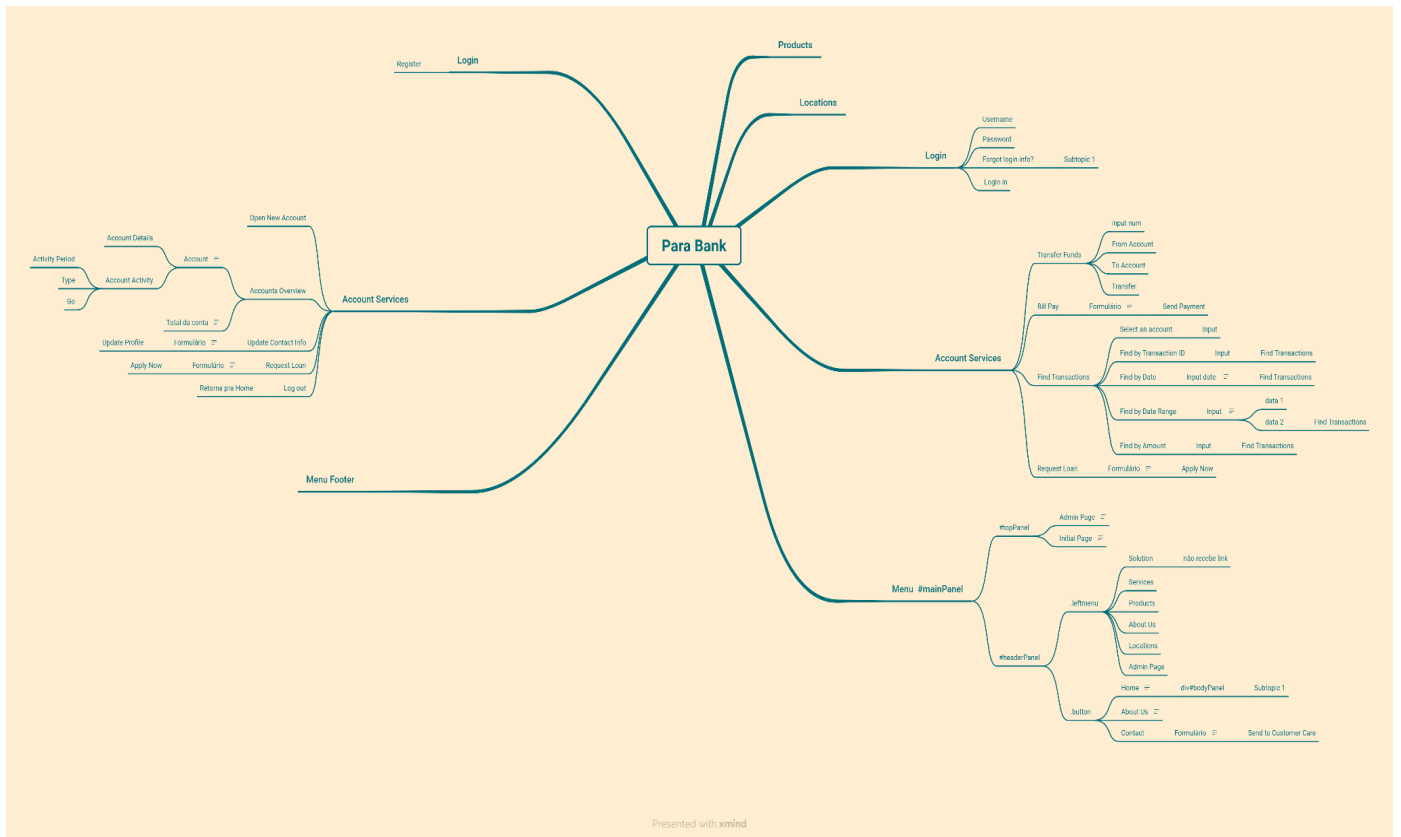 Para Bank
Products
Locations
Login
Username
Password
Forgot login info?
Subtopic 1
Login In
Account Services
Transfer Funds
Input num
From Account
To Account
Transfer
Bill Pay
Formulário
Send Payment
Find Transactions
Select an account
Input
Find by Transaction ID
Input
Find Transactions
Find by Date
Input date
Find Transactions
Find by Date Range
Input
data 1
data 2
Find Transactions
Find by Amount
Input
Find Transactions
Request Loan
Formulário
Apply Now
Menu #mainPanel
#topPanel
Admin Page
Initial Page
#headerPanel
.leftmenu
Solution
não recebe link
Services
Products
About Us
Locations
Admin Page
.button
Home
div#bodyPanel
Subtopic 1
About Us
Contact
Formulário
Send to Customer Care
Menu Footer
Account Services
Open New Account
Accounts Overview
Account
Account Details
Account Activity
Activity Period
Type
Go
Total da conta
Update Contact Info
Formulário
Update Profile
Request Loan
Formulário
Apply Now
Log out
Retorna pra Home
Login
Register
Presented with xmind